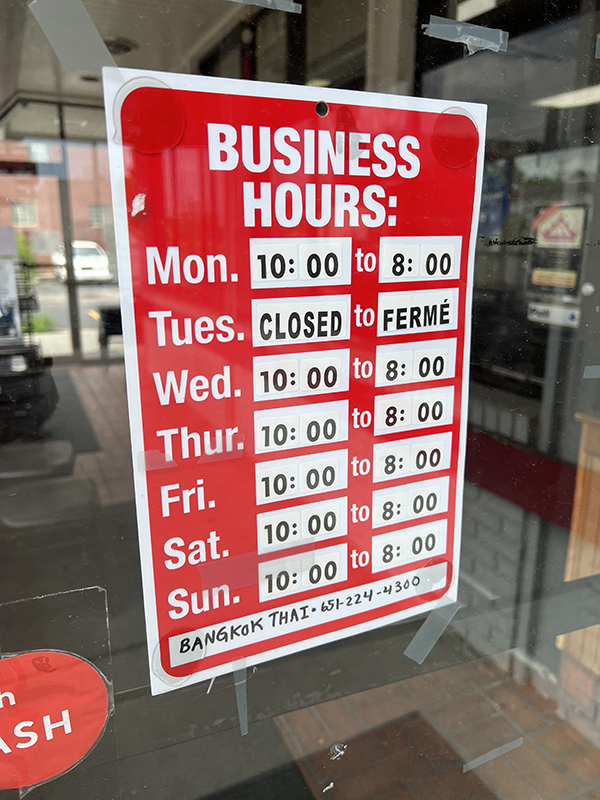 BUSINESS
HOURS:
Mon. 10:00 to 8:00
Tues. CLOSED to FERMÉ
Wed. 10:00 to 8:00
Thur. 10:00 to 8:00
Fri. 10:00 to 8:00
Sat. 10:00 to 8:00
Sun. 10:00 to 8:00
BANGKOK THAI • 651-224-4300
h
ASH